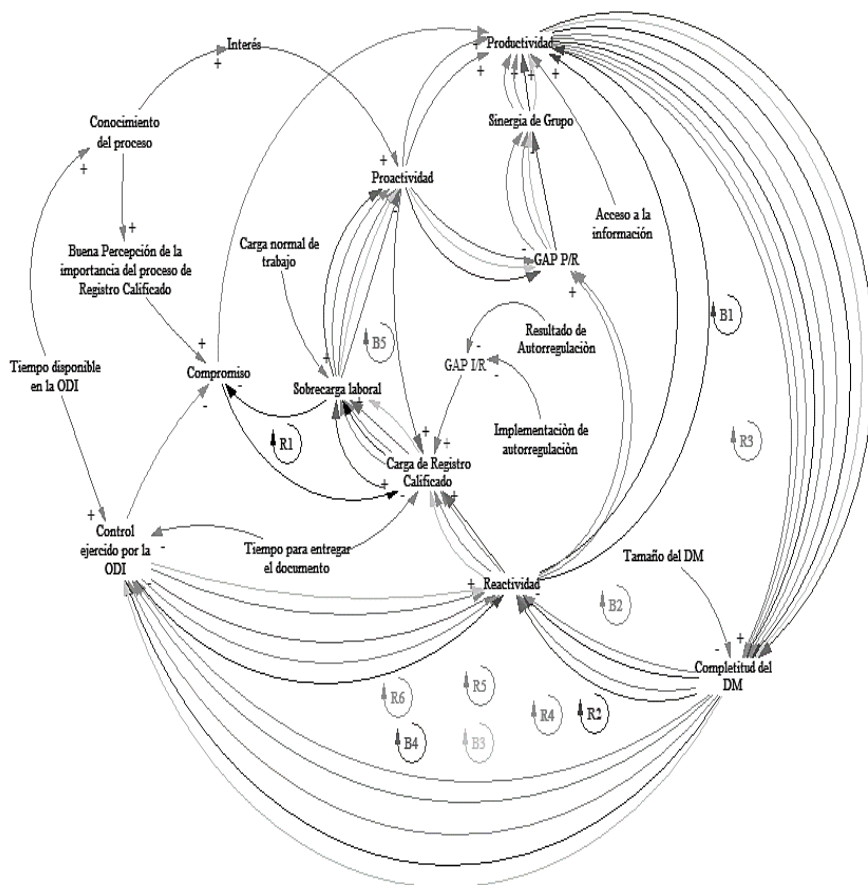 Interés
Productividad
Conocimiento
del proceso
Sinergia de Grupo
Proactividad
Buena Percepción de la
importancia del proceso de
Registro Calificado
Carga normal de
trabajo
Acceso a la
información
GAP P/R
B1
Resultado de
Autorregulaciòn
B5
Tiempo disponible
en la ODI
Compromiso
GAP I/R
Sobrecarga laboral
Implementaciòn de
autorregulaciòn
R1
R3
Carga de Registro
Calificado
Control
ejercido por la
ODI
Tiempo para entregar
el documento
Tamaño del DM
Reactividad
B2
Completitud del
DM
R6
R5
R4
R2
B4
B3